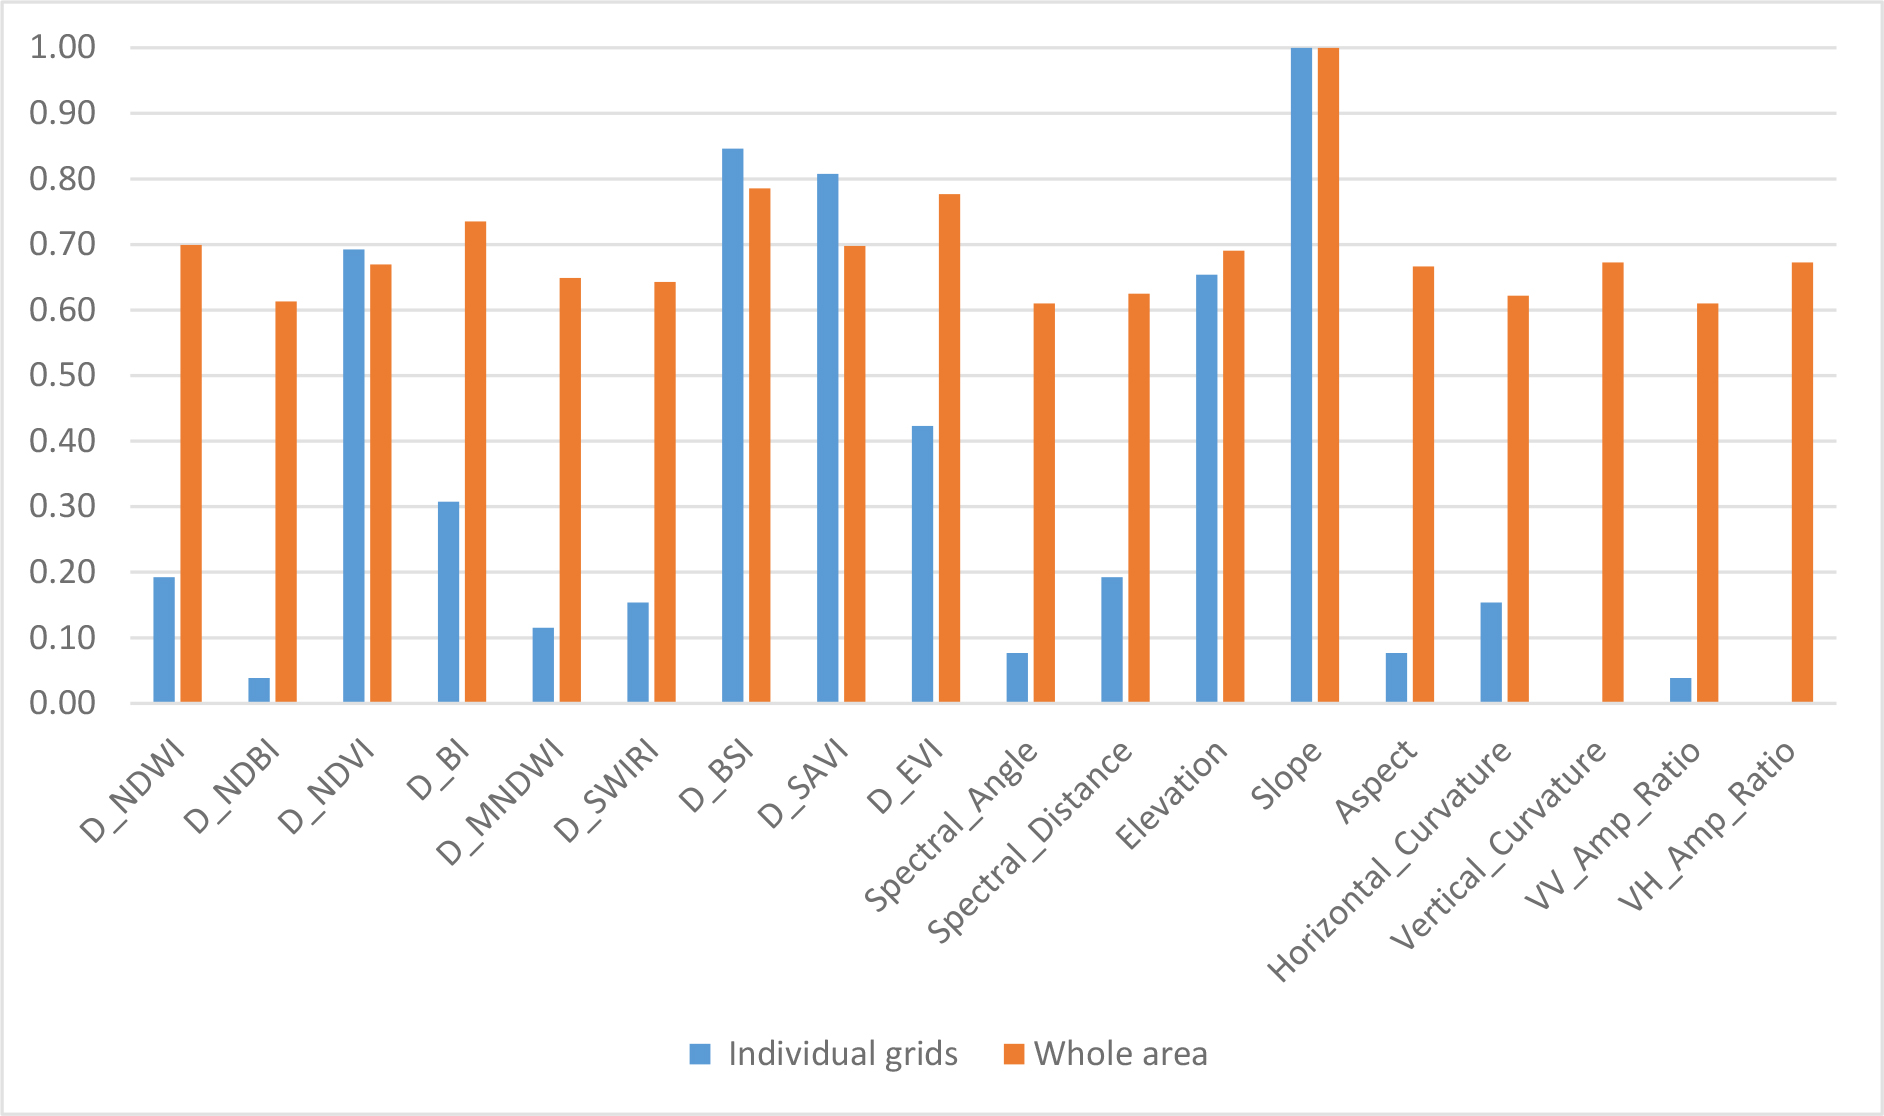 1.00
0.90
0.80
0.70
0.60
0.50
0.40
0.30
0.20
0.10
0.00
D_NDWI
D_NDBI
D_NDVI
D_BI
D_MNDWI
D_SWIRI
D_BSI
D_SAVI
D_EVI
Spectral_Angle
Spectral_Distance
Elevation
Slope
Aspect
Horizontal_Curvature
Vertical_Curvature
VV_Amp_Ratio
VH_Amp_Ratio
Individual grids
Whole area